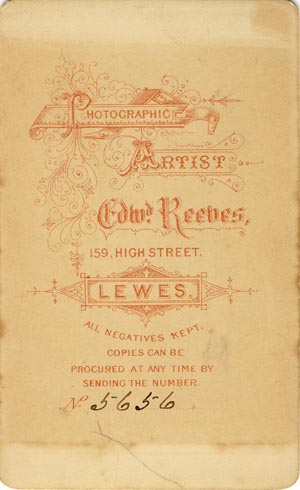 PHOTOGRAPHIC
ARTIST
Edwd. Reeves,
159, HIGH STREET,
LEWES.
ALL NEGATIVES KEPT.
COPIES CAN BE
PROCURED AT ANY TIME BY
SENDING THE NUMBER.
No. 5656